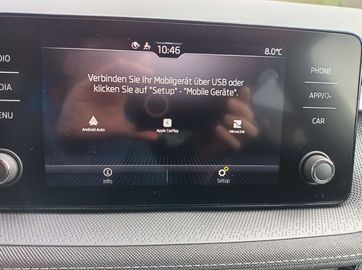 10:46
8.0°C
Verbinden Sie Ihr Mobilgerät über USB oder
klicken Sie auf "Setup" - "Mobile Geräte".
Android Auto
Apple CarPlay
MirrorLink
Info
Setup
ADIO
DIA
ENU
PHONE
APP/
CAR